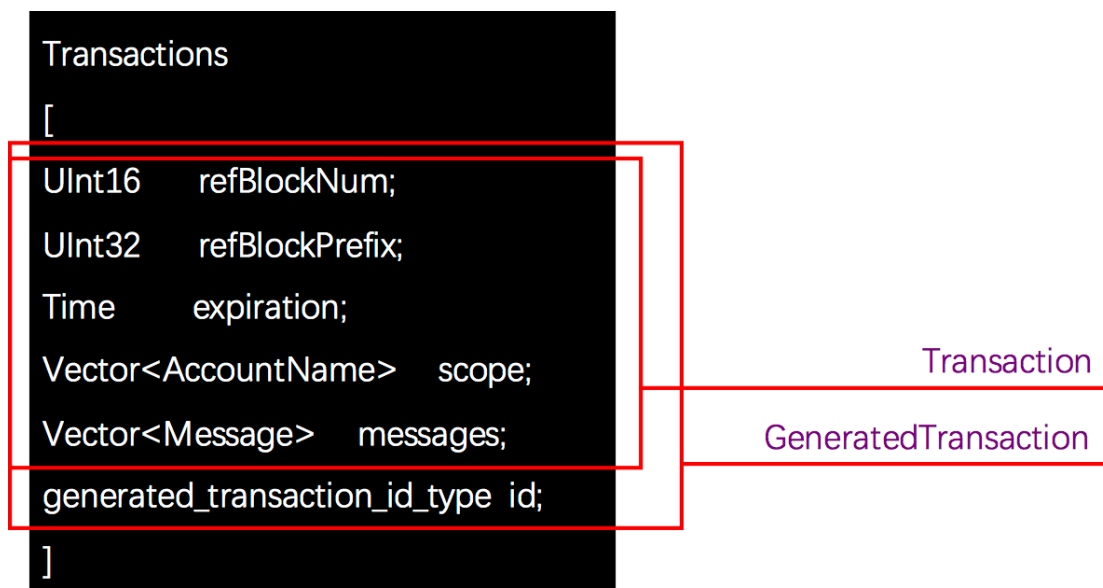 Transactions
[
UInt16 refBlockNum;
UInt32 refBlockPrefix;
Time expiration;
Vector<AccountName> scope;
Transaction
Vector<Message> messages;
GeneratedTransaction
generated_transaction_id_type id;
]